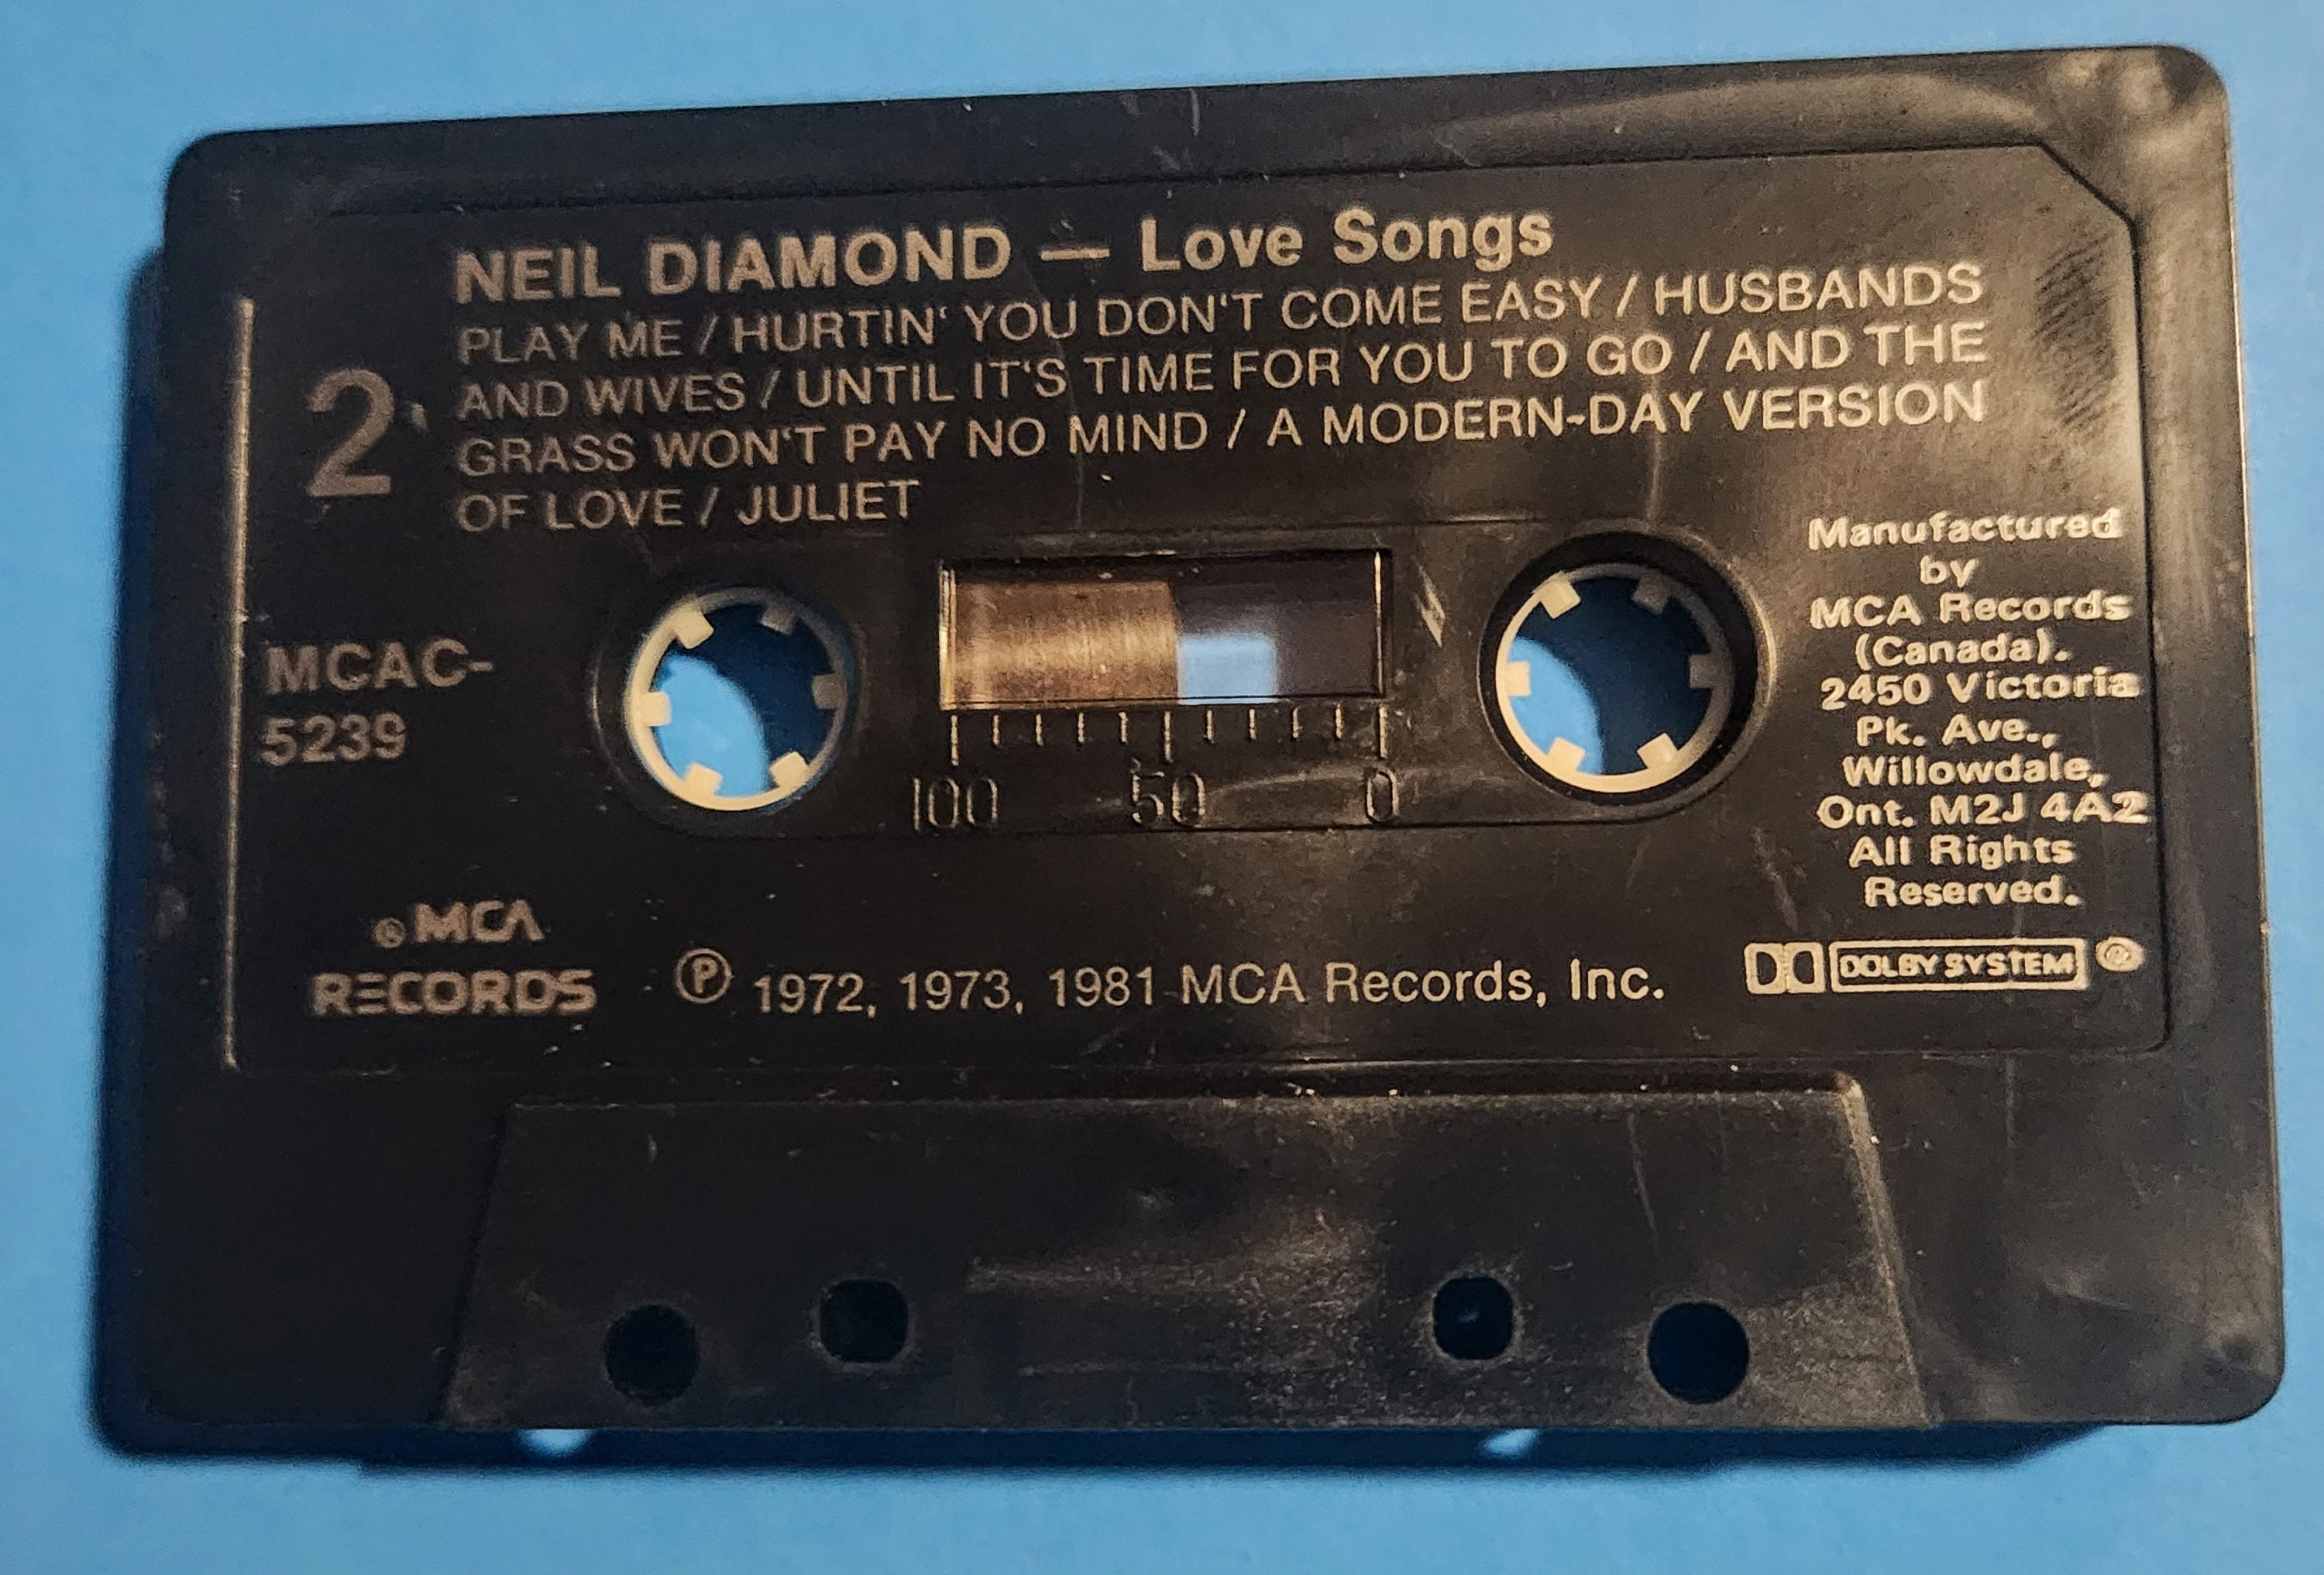 NEIL DIAMOND — Love Songs
PLAY ME / HURTIN' YOU DON'T COME EASY / HUSBANDS
AND WIVES / UNTIL IT'S TIME FOR YOU TO GO / AND THE
GRASS WON'T PAY NO MIND / A MODERN-DAY VERSION
OF LOVE / JULIET
2
MCAC-
5239
100 50 0
Manufactured
by
MCA Records
(Canada).
2450 Victoria
Pk. Ave.,
Willowdale,
Ont. M2J 4A2
All Rights
Reserved.
MCA
RECORDS
℗ 1972, 1973, 1981 MCA Records, Inc.
DOLBY SYSTEM ®